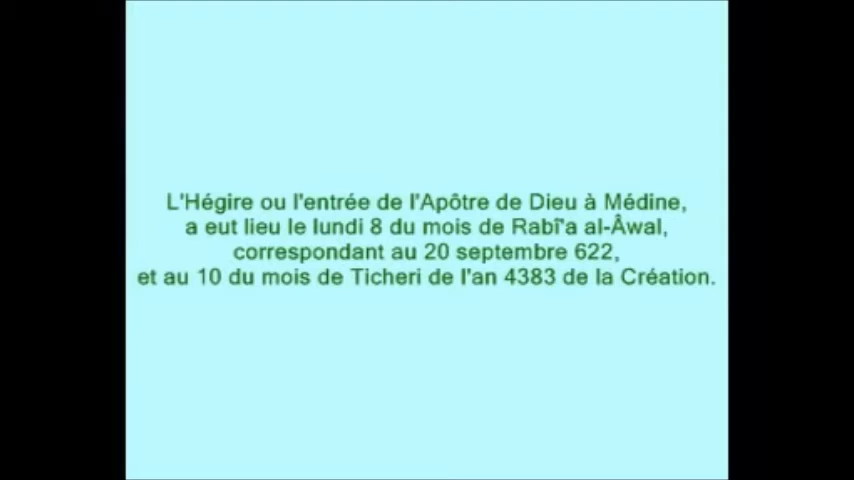 L'Hégire ou l'entrée de l'Apôtre de Dieu à Médine,
a eut lieu le lundi 8 du mois de Rabî'a al-Âwal,
correspondant au 20 septembre 622,
et au 10 du mois de Ticheri de l'an 4383 de la Création.